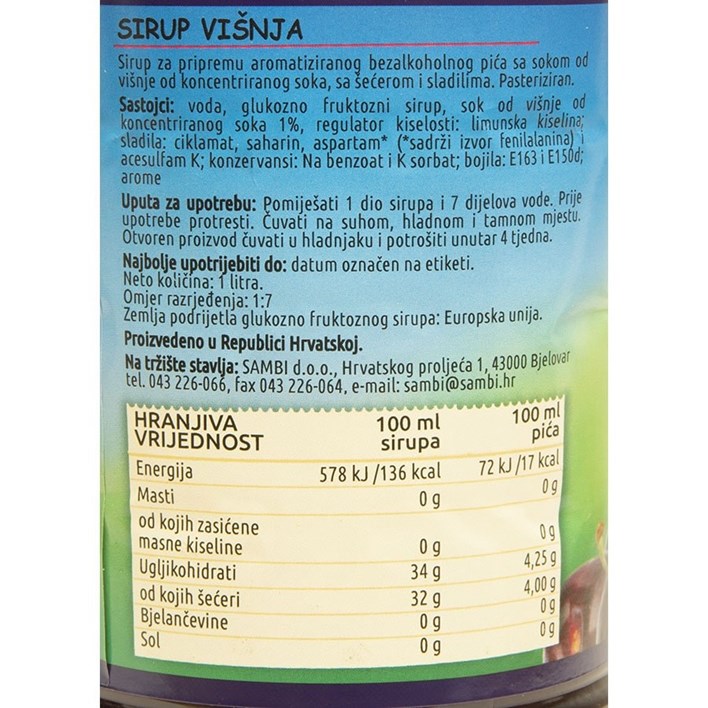 SIRUP VIŠNJA
Sirup za pripremu aromatiziranog bezalkoholnog pića sa sokom od
višnje od koncentriranog soka, sa šećerom i sladilima. Pasteriziran.
Sastojci: voda, glukozno fruktozni sirup, sok od višnje od
koncentriranog soka 1%, regulator kiselosti: limunska kiselina;
sladila: ciklamat, saharin, aspartam* (*sadrži izvor fenilalanina) i
acesulfam K; konzervansi: Na benzoat i K sorbat; bojila: E163 i E150d;
arome
Uputa za upotrebu: Pomiješati 1 dio sirupa i 7 dijelova vode. Prije
upotrebe protresti. Čuvati na suhom, hladnom i tamnom mjestu.
Otvoren proizvod čuvati u hladnjaku i potrošiti unutar 4 tjedna.
Najbolje upotrijebiti do: datum označen na etiketi.
Neto količina: 1 litra.
Omjer razrjeđenja: 1:7
Zemlja podrijetla glukozno fruktoznog sirupa: Europska unija.
Proizvedeno u Republici Hrvatskoj.
Na tržište stavlja: SAMBI d.o.o., Hrvatskog proljeća 1, 43000 Bjelovar
tel. 043 226-066, fax 043 226-064, e-mail: sambi@sambi.hr
HRANJIVA VRIJEDNOST 100 ml sirupa 100 ml pića
Energija 578 kJ /136 kcal 72 kJ /17 kcal
Masti 0 g 0 g
od kojih zasićene
masne kiseline 0 g 0 g
Ugljikohidrati 34 g 4,25 g
od kojih šećeri 32 g 4,00 g
Bjelančevine 0 g 0 g
Sol 0 g 0 g